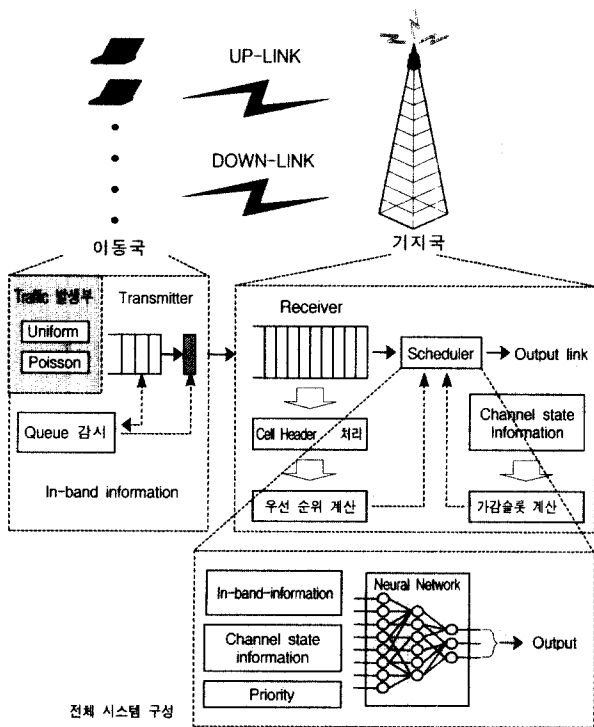 UP-LINK
DOWN-LINK
이동국
기지국
Traffic 발생부
Uniform
Poisson
Transmitter
Queue 감시
In-band information
Receiver
Scheduler
Output link
Cell Header 처리
우선 순위 계산
Channel state
Information
가감슬롯 계산
In-band-information
Channel state
information
Priority
Neural Network
Output
전체 시스템 구성